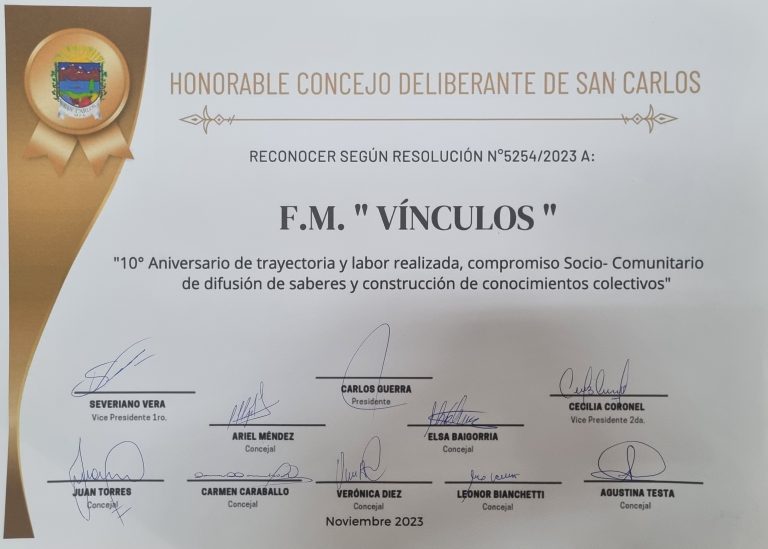 HONORABLE CONCEJO DELIBERANTE DE SAN CARLOS
RECONOCER SEGÚN RESOLUCIÓN N°5254/2023 A:
F.M. " VÍNCULOS "
"10° Aniversario de trayectoria y labor realizada, compromiso Socio- Comunitario
de difusión de saberes y construcción de conocimientos colectivos"
CARLOS GUERRA
Presidente
SEVERIANO VERA
Vice Presidente 1ro.
CECILIA CORONEL
Vice Presidente 2da.
ARIEL MÉNDEZ
Concejal
ELSA BAIGORRIA
Concejal
JUAN TORRES
Concejal
CARMEN CARABALLO
Concejal
VERÓNICA DIEZ
Concejal
LEONOR BIANCHETTI
Concejal
AGUSTINA TESTA
Concejal
Noviembre 2023